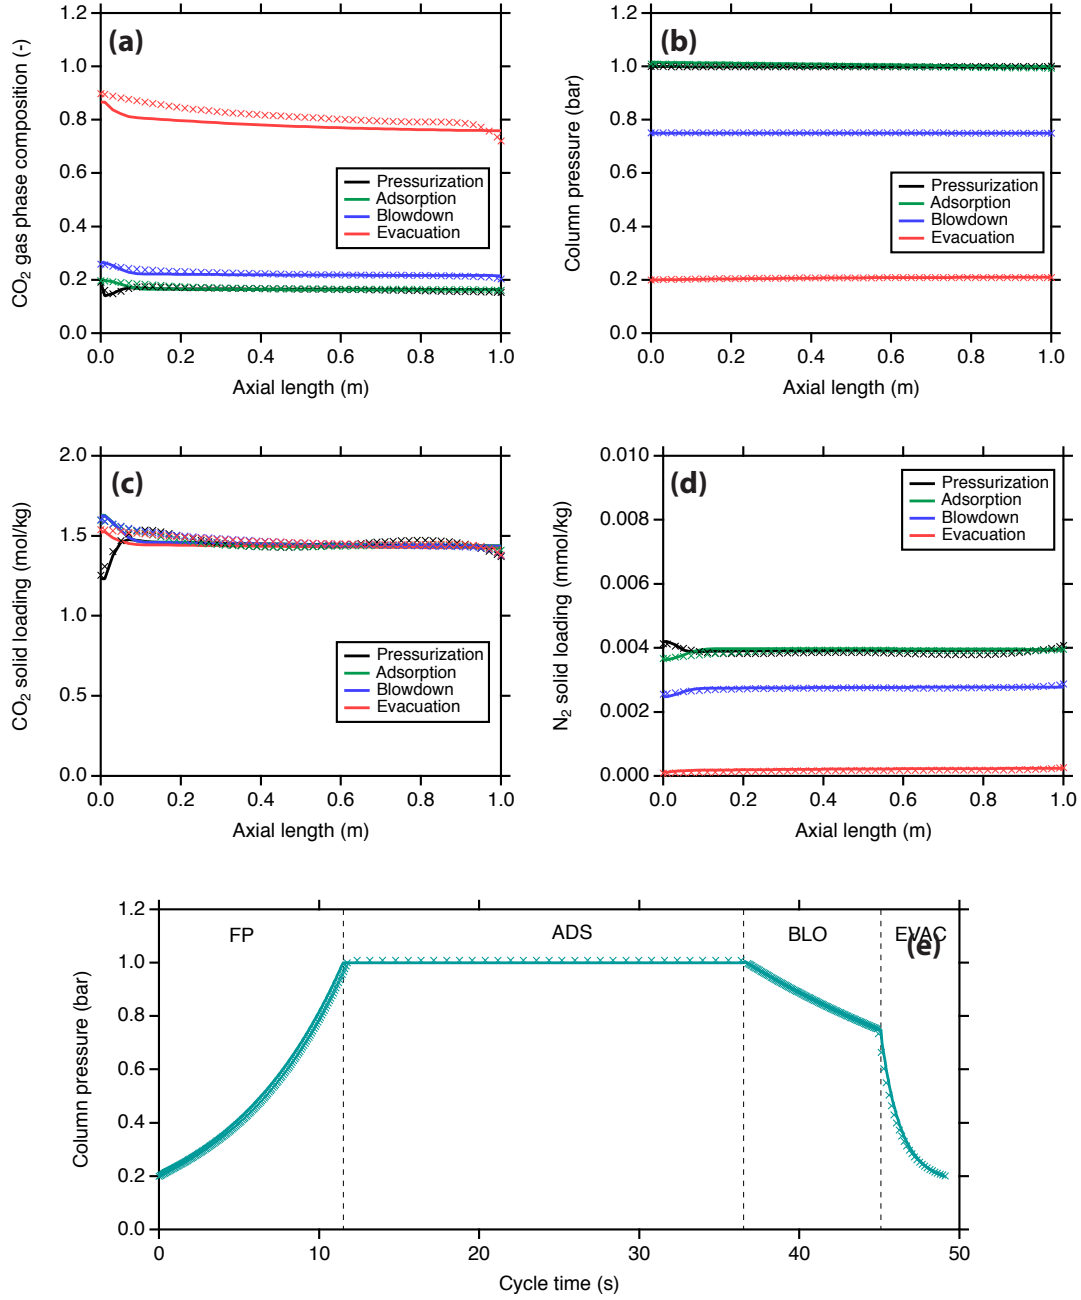 (a)
CO2 gas phase composition (-)
1.2
1.0
0.8
0.6
0.4
0.2
0.0
Pressurization
Adsorption
Blowdown
Evacuation
0.0 0.2 0.4 0.6 0.8 1.0
Axial length (m)
(b)
Column pressure (bar)
1.2
1.0
0.8
0.6
0.4
0.2
0.0
Pressurization
Adsorption
Blowdown
Evacuation
0.0 0.2 0.4 0.6 0.8 1.0
Axial length (m)
(c)
CO2 solid loading (mol/kg)
2.0
1.5
1.0
0.5
0.0
Pressurization
Adsorption
Blowdown
Evacuation
0.0 0.2 0.4 0.6 0.8 1.0
Axial length (m)
(d)
N2 solid loading (mmol/kg)
0.010
0.008
0.006
0.004
0.002
0.000
Pressurization
Adsorption
Blowdown
Evacuation
0.0 0.2 0.4 0.6 0.8 1.0
Axial length (m)
Column pressure (bar)
1.2
1.0
0.8
0.6
0.4
0.2
0.0
FP ADS BLO EVAC
(e)
0 10 20 30 40 50
Cycle time (s)